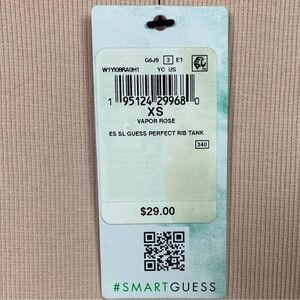 G6J9 3 E1
W1YI09RA0H1 YC US
1 95124 29968 0
XS
VAPOR ROSE
ES SL GUESS PERFECT RIB TANK
340
$29.00
#SMARTGUESS